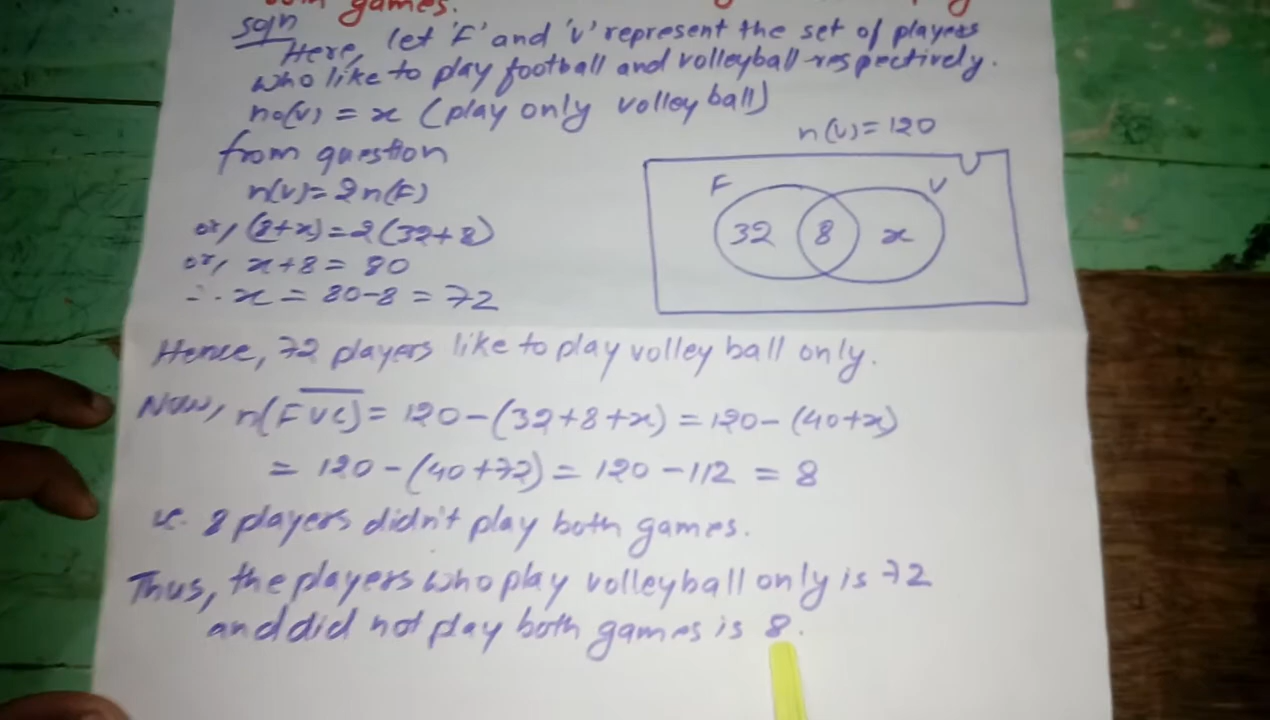 games.
Soln
Here, let 'F' and 'V' represent the set of players
who like to play football and volleyball respectively.
no(V) = x (play only volley ball)
from question
n(V) = 2n(F)
or, (8+x) = 2(32+8)
or, x+8 = 80
∴ x = 80-8 = 72
n(U) = 120
U
F V
32 8 x
Hence, 72 players like to play volley ball only.
Now, n(F̅U̅C̅) = 120-(32+8+x) = 120-(40+x)
= 120-(40+72) = 120-112 = 8
i.e. 8 players didn't play both games.
Thus, the players who play volleyball only is 72
and did not play both games is 8.